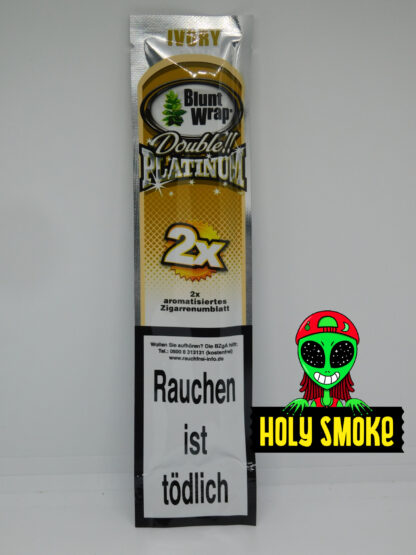 IVORY
Blunt
Wrap
Double!!
PLATINUM
2x
2x
aromatisiertes
Zigarrenumblatt
Wollen Sie aufhören? Die BZgA hilft:
Tel.: 0800 8 313131 (kostenfrei)
www.rauchfrei-info.de
Rauchen
ist
tödlich
HOLY SMOKE